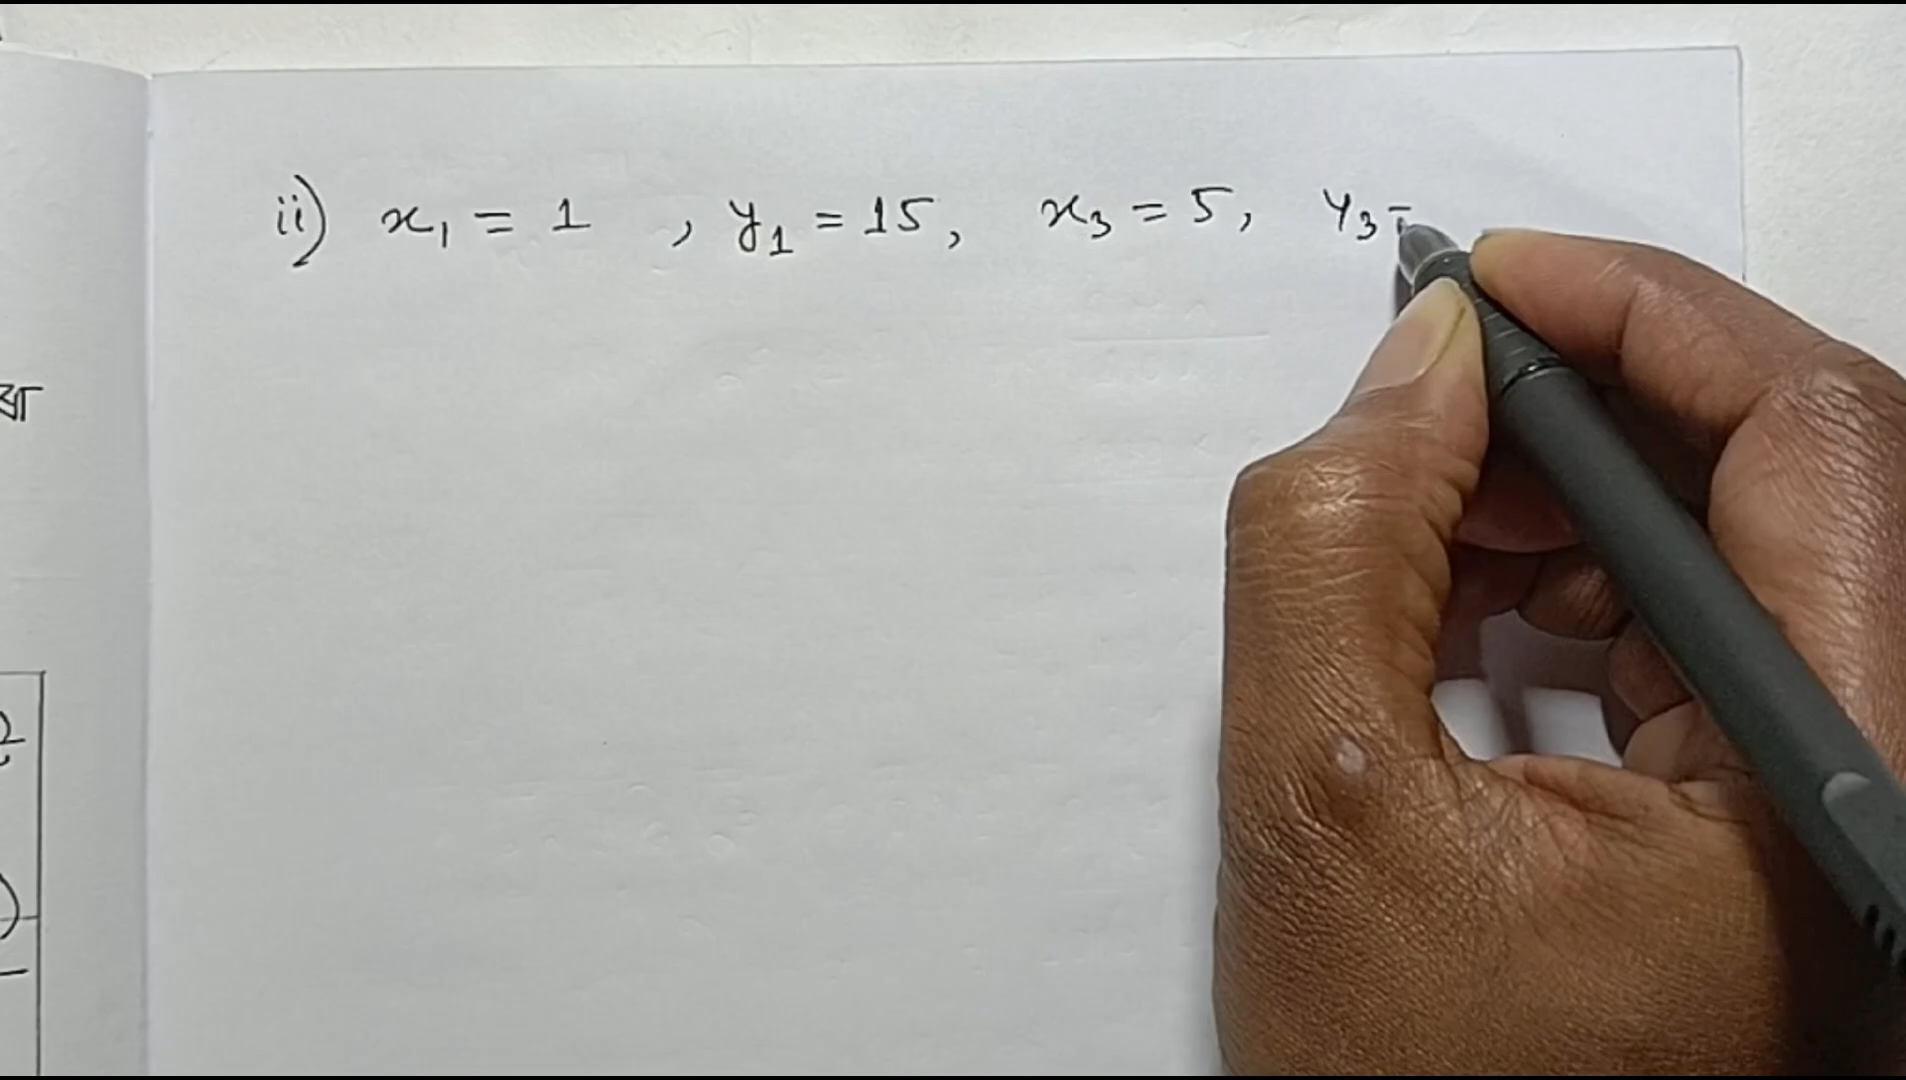 ii) x₁ = 1 , y₁ = 15, x₃ = 5, y₃ =